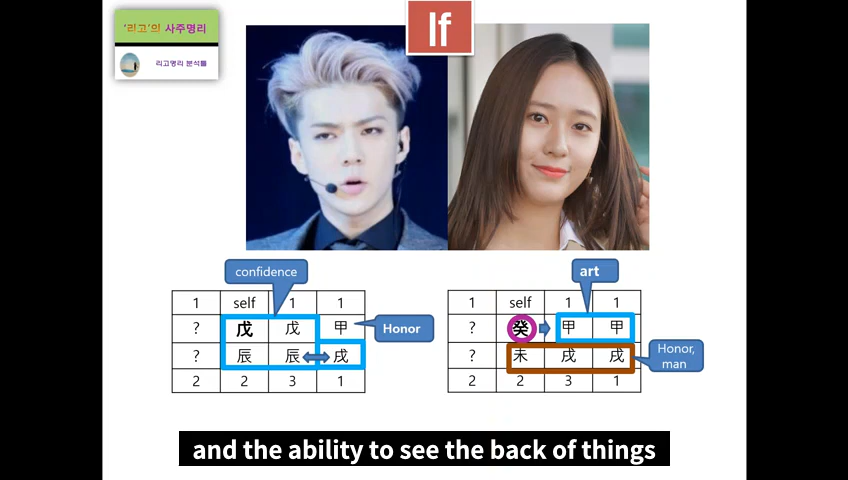 '리고'의 사주명리
리고명리 분석틀
If
confidence
art
1 self 1 1
? 戊 戊 甲
Honor
? 辰 辰 戌
2 2 3 1
1 self 1 1
? 癸 甲 甲
? 未 戌 戌
Honor,
man
2 2 3 1
and the ability to see the back of things